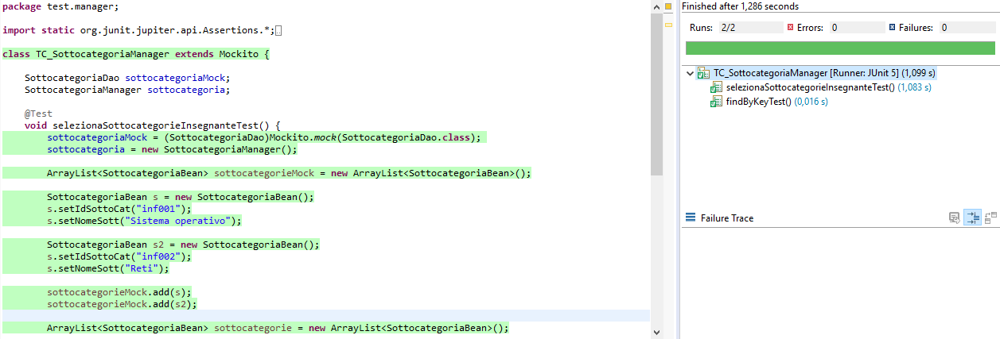 package test.manager;
import static org.junit.jupiter.api.Assertions.*;
class TC_SottocategoriaManager extends Mockito {
SottocategoriaDao sottocategoriaMock;
SottocategoriaManager sottocategoria;
@Test
void selezionaSottocategorieInsegnanteTest() {
sottocategoriaMock = (SottocategoriaDao)Mockito.mock(SottocategoriaDao.class);
sottocategoria = new SottocategoriaManager();
ArrayList<SottocategoriaBean> sottocategorieMock = new ArrayList<SottocategoriaBean>();
SottocategoriaBean s = new SottocategoriaBean();
s.setIdSottoCat("inf001");
s.setNomeSott("Sistema operativo");
SottocategoriaBean s2 = new SottocategoriaBean();
s.setIdSottoCat("inf002");
s.setNomeSott("Reti");
sottocategorieMock.add(s);
sottocategorieMock.add(s2);
ArrayList<SottocategoriaBean> sottocategorie = new ArrayList<SottocategoriaBean>();
Finished after 1,286 seconds
Runs: 2/2 Errors: 0 Failures: 0
TC_SottocategoriaManager [Runner: JUnit 5] (1,099 s)
selezionaSottocategorieInsegnanteTest() (1,083 s)
findByKeyTest() (0,016 s)
Failure Trace